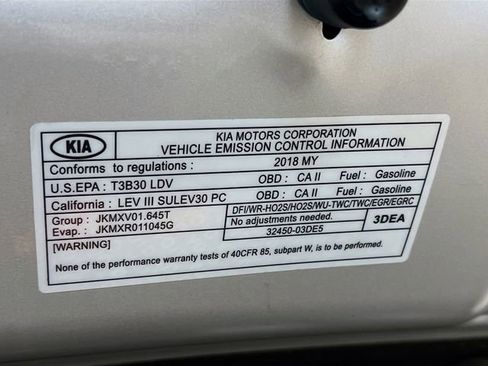 KIA
KIA MOTORS CORPORATION
VEHICLE EMISSION CONTROL INFORMATION
Conforms to regulations : 2018 MY
U.S.EPA : T3B30 LDV OBD : CA II Fuel : Gasoline
California : LEV III SULEV30 PC OBD : CA II Fuel : Gasoline
Group : JKMXV01.645T
Evap. : JKMXR011045G
DFI/WR-HO2S/HO2S/WU-TWC/TWC/EGR/EGRC
No adjustments needed.
32450-03DE5
3DEA
[WARNING]
None of the performance warranty tests of 40CFR 85, subpart W, is to be performed.